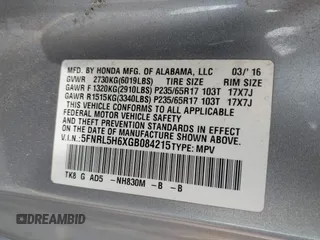 MFD. BY HONDA MFG. OF ALABAMA, LLC 03/'16
GVWR 2730KG(6019LBS) TIRE SIZE RIM SIZE
GAWR F 1320KG(2910LBS) P235/65R17 103T 17X7J
GAWR R1515KG(3340LBS) P235/65R17 103T 17X7J
THIS VEHICLE CONFORMS TO ALL APPLICABLE
FEDERAL MOTOR VEHICLE SAFETY AND
THEFT PREVENTION STANDARDS IN EFFECT ON
THE DATE OF MANUFACTURE SHOWN ABOVE.
V.I.N.:5FNRL5H6XGB084215TYPE: MPV
TK8 G AD5 -NH830M -B -B
STAT.VIN
DREAMBID